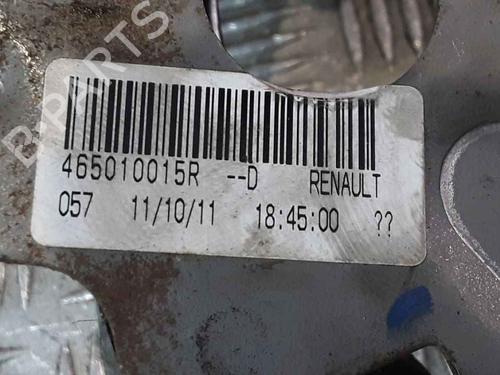 465010015R --D RENAULT
057 11/10/11 18:45:00 ??
B-PARTS